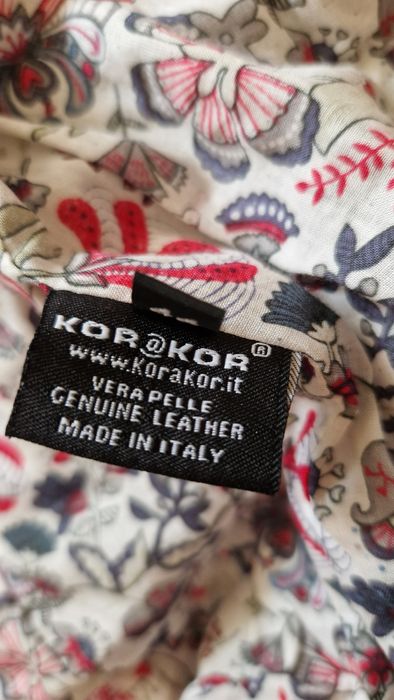 KOR@KOR®
www.KoraKor.it
VERA PELLE
GENUINE LEATHER
MADE IN ITALY